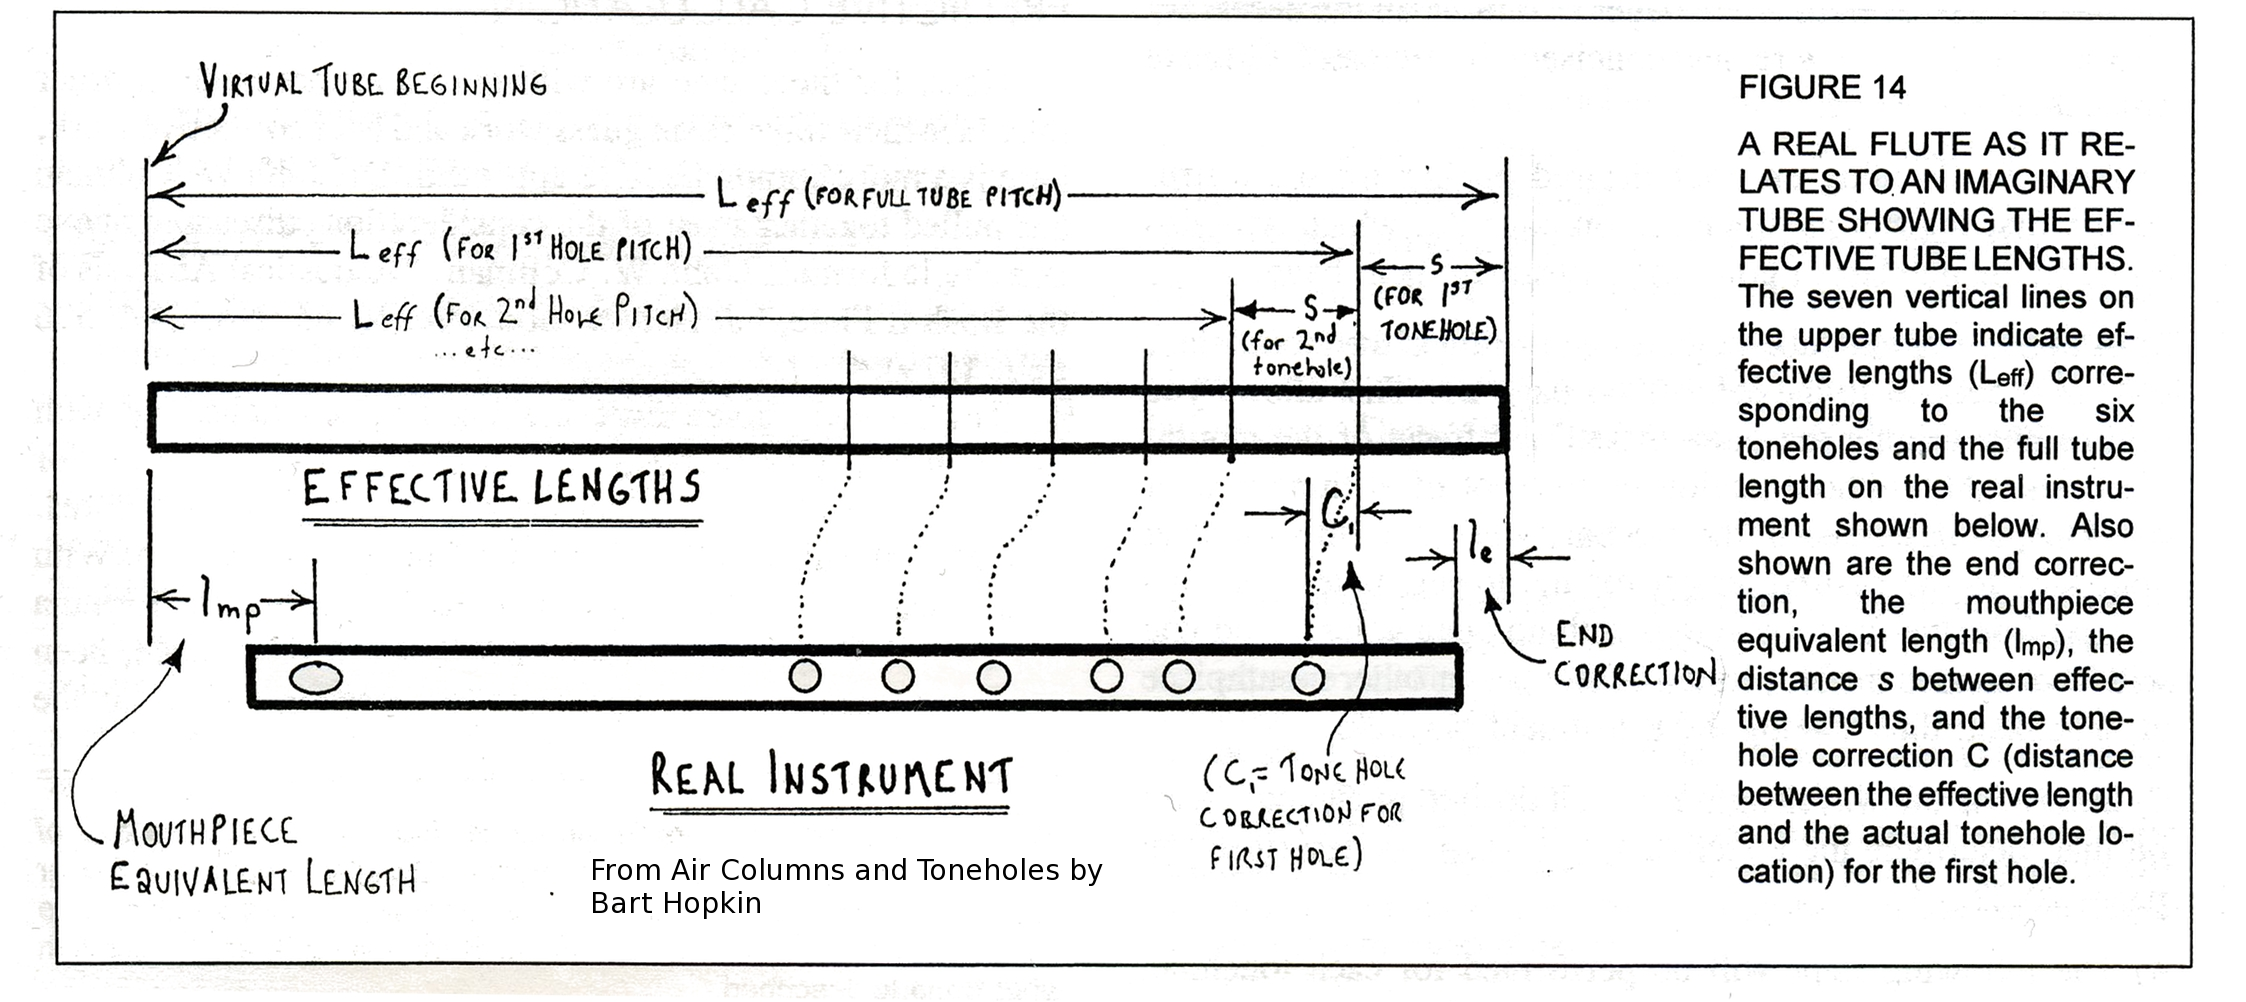 VIRTUAL TUBE BEGINNING
Leff (FOR FULL TUBE PITCH)
Leff (FOR 1ST HOLE PITCH)
S
(FOR 1ST
TONEHOLE)
Leff (FOR 2nd HOLE PITCH)
...etc...
S
(for 2nd
tonehole)
EFFECTIVE LENGTHS
C1
le
lmp
END
CORRECTION
REAL INSTRUMENT
(C1= TONE HOLE
CORRECTION FOR
FIRST HOLE)
MOUTHPIECE
EQUIVALENT LENGTH
From Air Columns and Toneholes by
Bart Hopkin
FIGURE 14
A REAL FLUTE AS IT RE-
LATES TO AN IMAGINARY
TUBE SHOWING THE EF-
FECTIVE TUBE LENGTHS.
The seven vertical lines on
the upper tube indicate ef-
fective lengths (Leff) corre-
sponding to the six
toneholes and the full tube
length on the real instru-
ment shown below. Also
shown are the end correc-
tion, the mouthpiece
equivalent length (lmp), the
distance s between effec-
tive lengths, and the tone-
hole correction C (distance
between the effective length
and the actual tonehole lo-
cation) for the first hole.